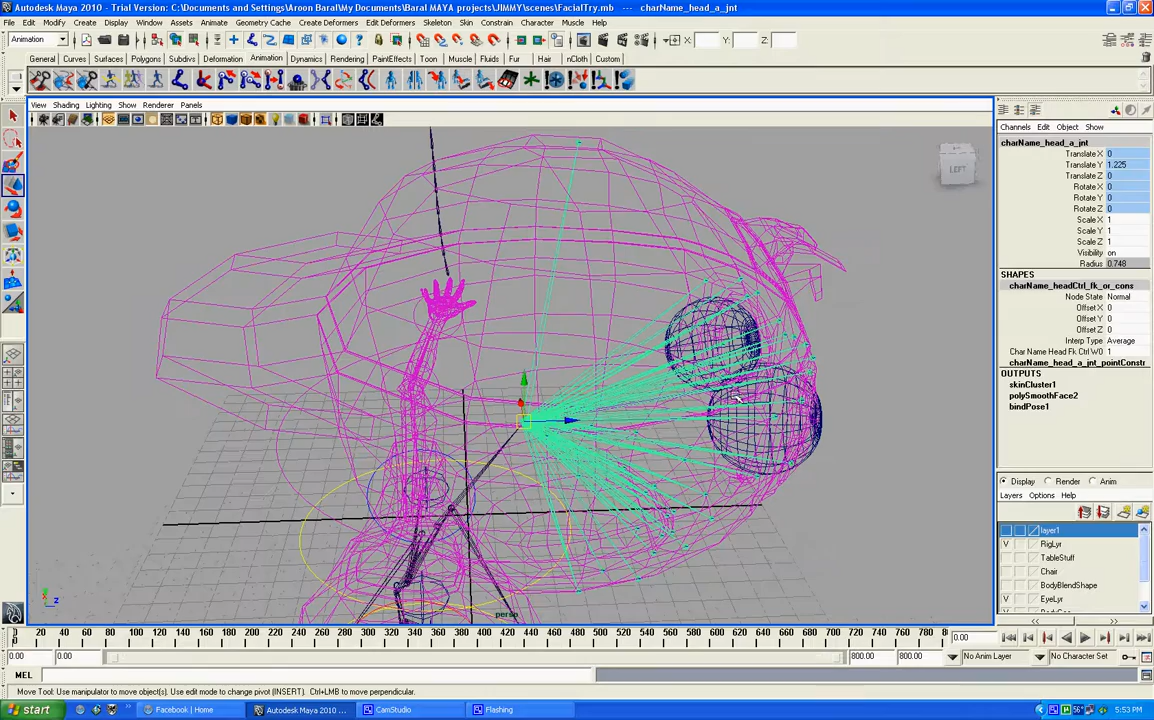 Autodesk Maya 2010 - Trial Version: C:\Documents and Settings\Aroon Baral\My Documents\Baral MAYA projects\JIMMY\scenes\FacialTry.mb --- charName_head_a_jnt
File Edit Modify Create Display Window Assets Animate Geometry Cache Create Deformers Edit Deformers Skeleton Skin Constrain Character Muscle Help
Animation X: Y: Z:
General Curves Surfaces Polygons Subdivs Deformation Animation Dynamics Rendering PaintEffects Toon Muscle Fluids Fur Hair nCloth Custom
View Shading Lighting Show Renderer Panels
Channels Edit Object Show
charName_head_a_jnt
Translate X 0
Translate Y 1.225
Translate Z 0
Rotate X 0
Rotate Y 0
Rotate Z 0
Scale X 1
Scale Y 1
Scale Z 1
Visibility on
Radius 0.748
SHAPES
charName_headCtrl_fk_or_cons
Node State Normal
Offset X 0
Offset Y 0
Offset Z 0
Interp Type Average
Char Name Head Fk Ctrl W0 1
charName_head_a_jnt_pointConstr
OUTPUTS
skinCluster1
polySmoothFace2
bindPose1
LEFT
persp
Z
Display Render Anim
Layers Options Help
layer1
V RigLyr
TableStuff
Chair
BodyBlendShape
V EyeLyr
0 20 40 60 80 100 120 140 160 180 200 220 240 260 280 300 320 340 360 380 400 420 440 460 480 500 520 540 560 580 600 620 640 660 680 700 720 740 760 780 8 0.00
0.00 0.00 800.00 800.00 No Anim Layer No Character Set
MEL
Move Tool: Use manipulator to move object(s). Use edit mode to change pivot (INSERT). Ctrl+LMB to move perpendicular.
start Facebook | Home Autodesk Maya 2010 ... CamStudio Flashing 56° 5:53 PM